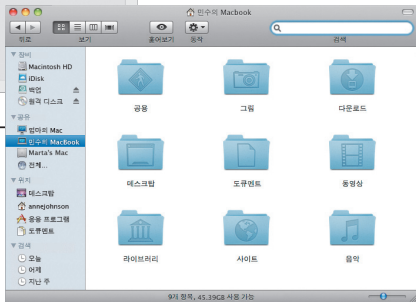 민수의 Macbook
뒤로 보기 훑어보기 동작 검색
장비
Macintosh HD
iDisk
백업
원격 디스크
공유
엄마의 Mac
민수의 MacBook
Marta's Mac
전체...
위치
데스크탑
annejohnson
응용 프로그램
도큐멘트
검색
오늘
어제
지난 주
공용 그림 다운로드
데스크탑 도큐멘트 동영상
라이브러리 사이트 음악
9개 항목, 45.39GB 사용 가능